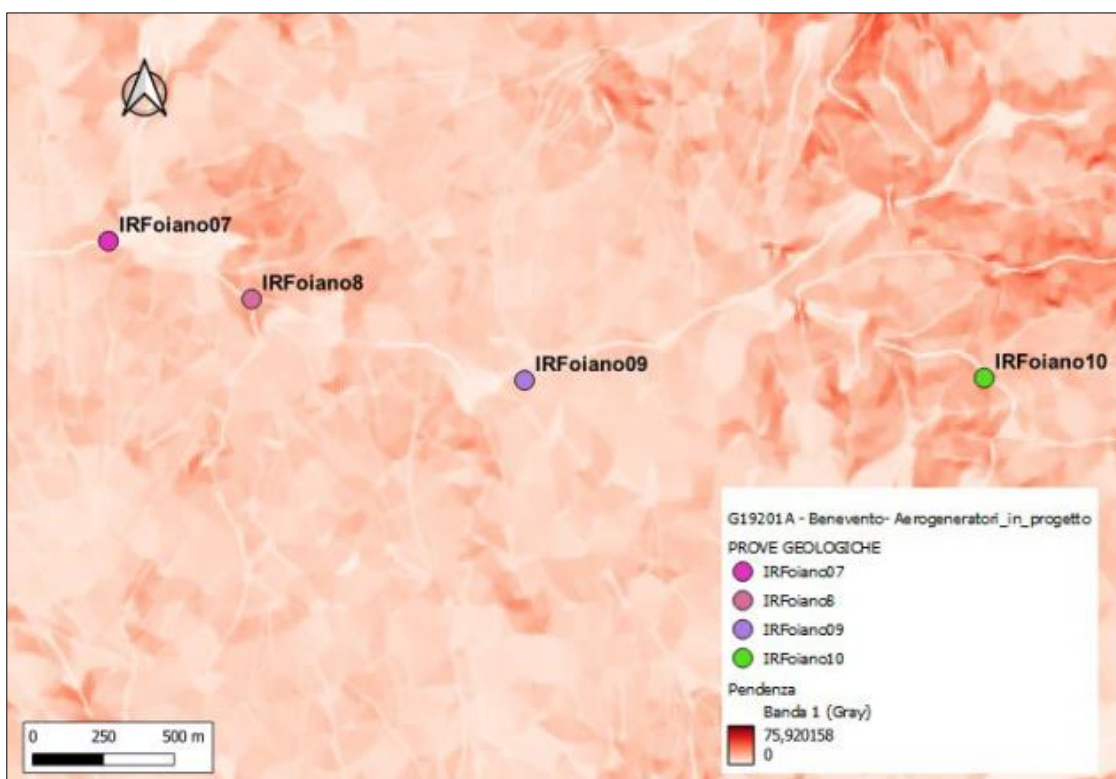 IRFoiano07
IRFoiano8
IRFoiano09
IRFoiano10
G19201A - Benevento- Aerogeneratori_in_progetto
PROVE GEOLOGICHE
IRFoiano07
IRFoiano8
IRFoiano09
IRFoiano10
Pendenza
Banda 1 (Gray)
75,920158
0
0 250 500 m